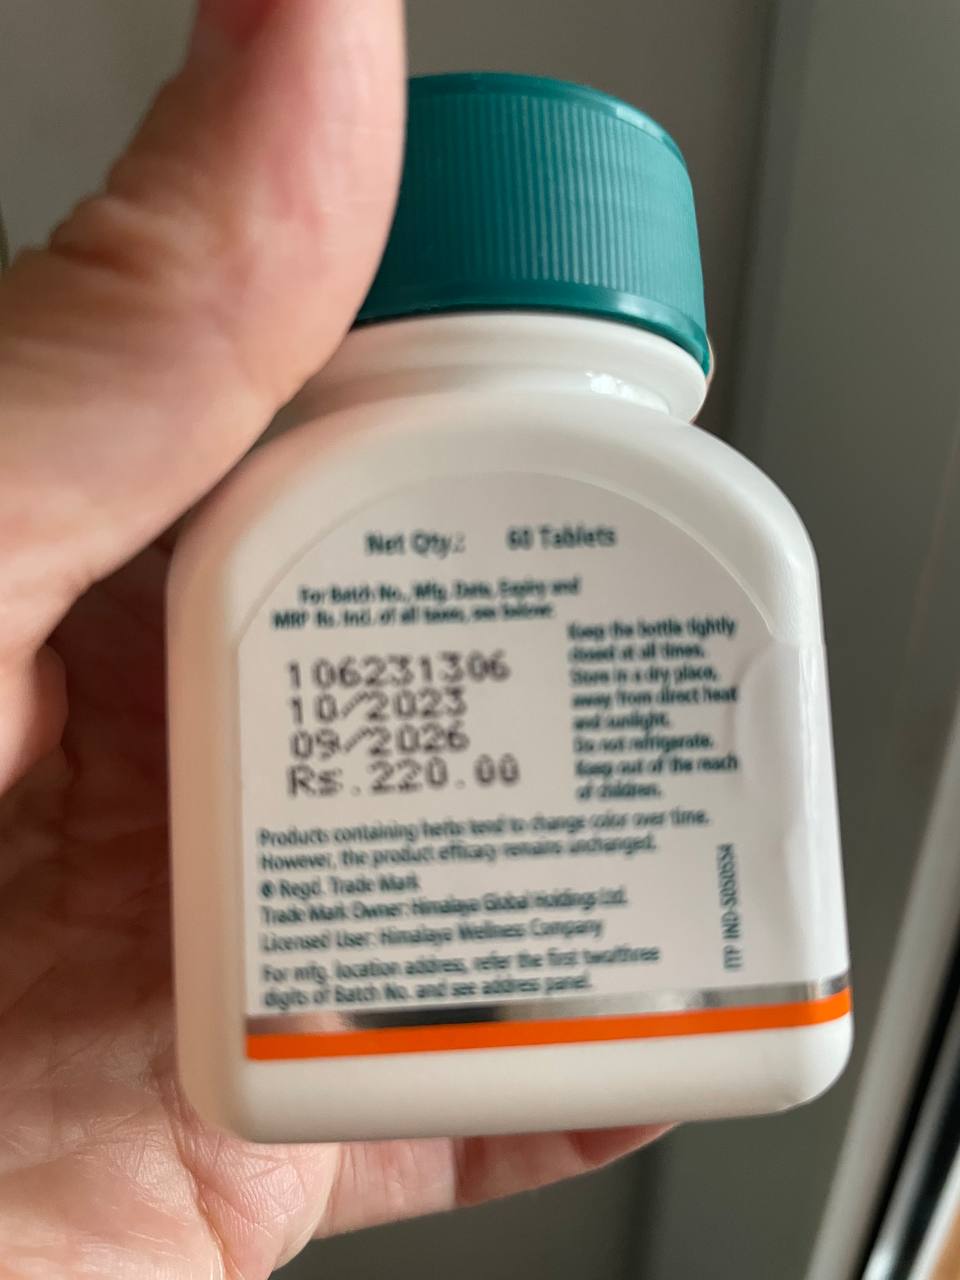 Net Qty.: 60 Tablets
For Batch No., Mfg. Date, Expiry and
MRP Rs. Incl. of all taxes, see below:
106231306
10/2023
09/2026
Rs.220.00
Keep the bottle tightly
closed at all times.
Store in a dry place,
away from direct heat
and sunlight.
Do not refrigerate.
Keep out of the reach
of children.
Products containing herbs tend to change color over time.
However, the product efficacy remains unchanged.
® Regd. Trade Mark
Trade Mark Owner: Himalaya Global Holdings Ltd.
Licensed User: Himalaya Wellness Company
For mfg. location address, refer the first two/three
digits of Batch No. and see address panel.